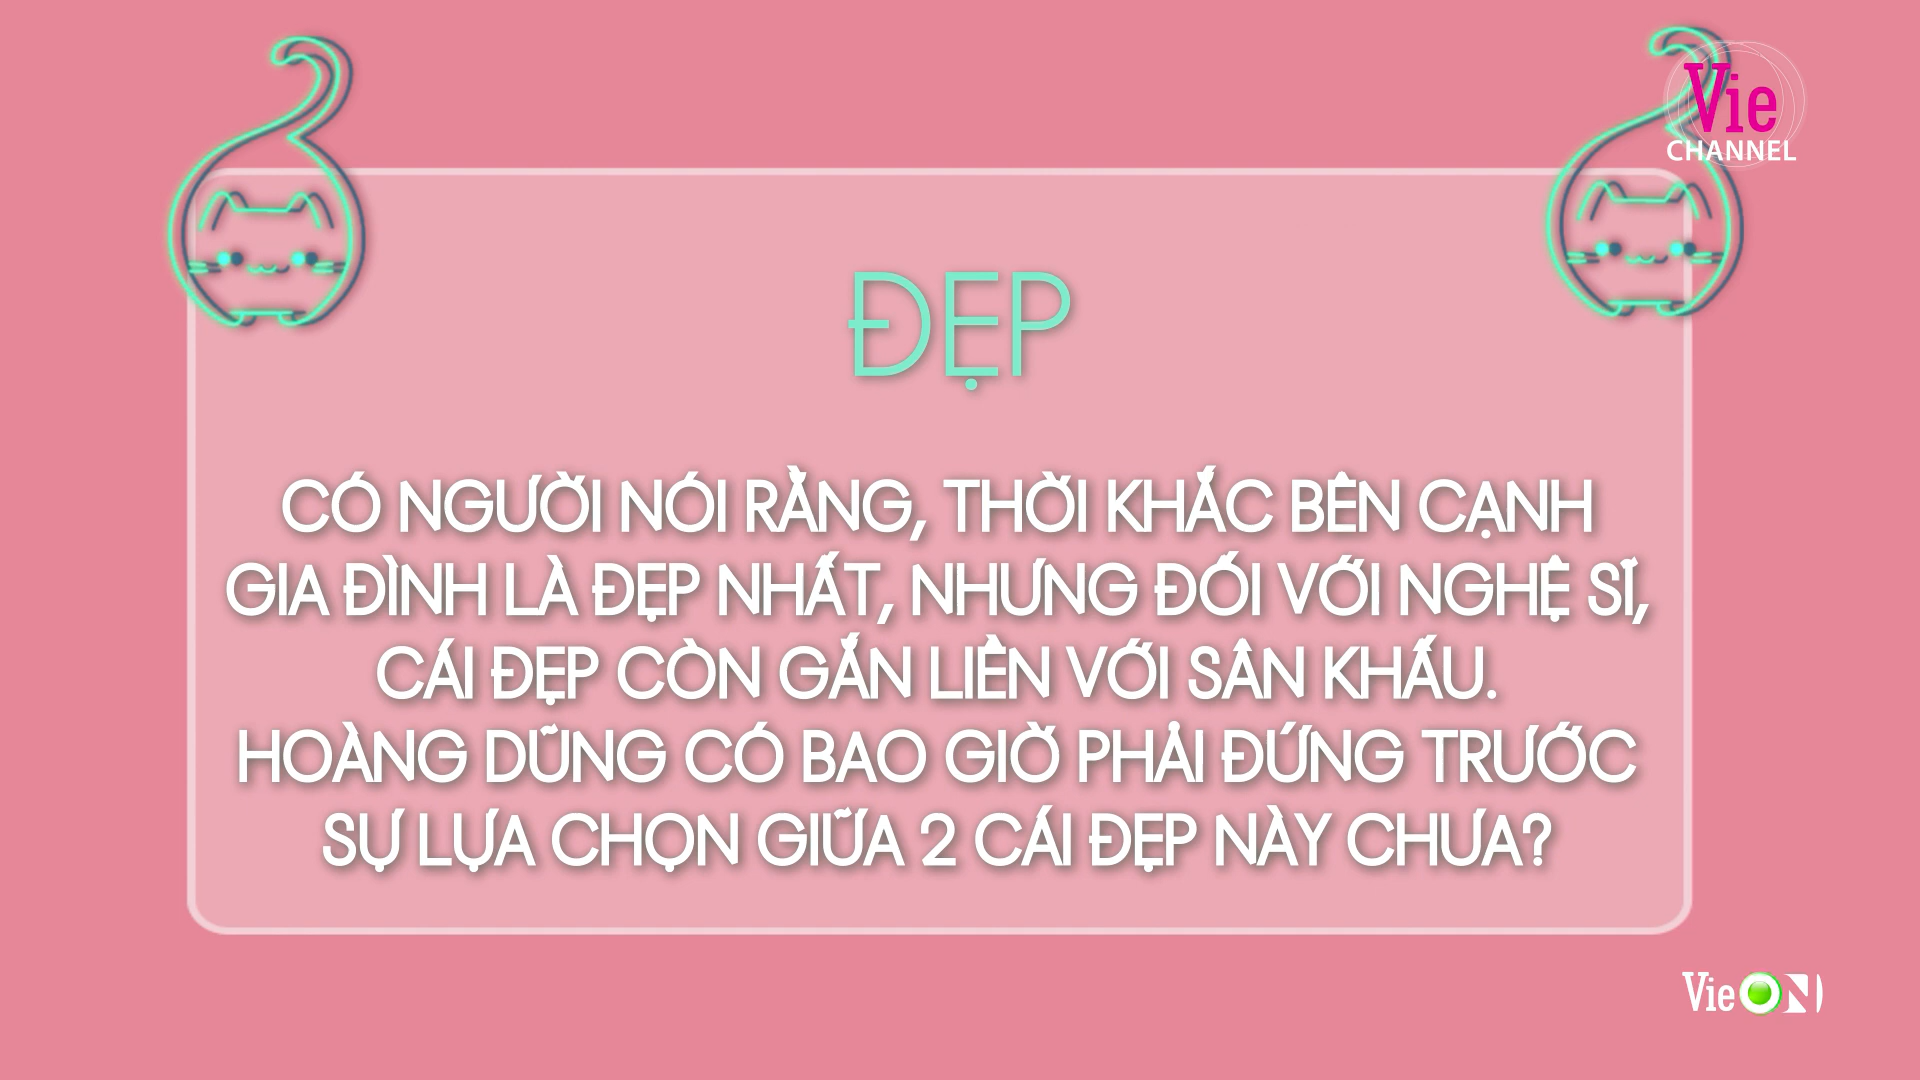 Vie
CHANNEL
ĐẸP
CÓ NGƯỜI NÓI RẰNG, THỜI KHẮC BÊN CẠNH
GIA ĐÌNH LÀ ĐẸP NHẤT, NHƯNG ĐỐI VỚI NGHỆ SĨ,
CÁI ĐẸP CÒN GẮN LIỀN VỚI SÂN KHẤU.
HOÀNG DŨNG CÓ BAO GIỜ PHẢI ĐỨNG TRƯỚC
SỰ LỰA CHỌN GIỮA 2 CÁI ĐẸP NÀY CHƯA?
VieON